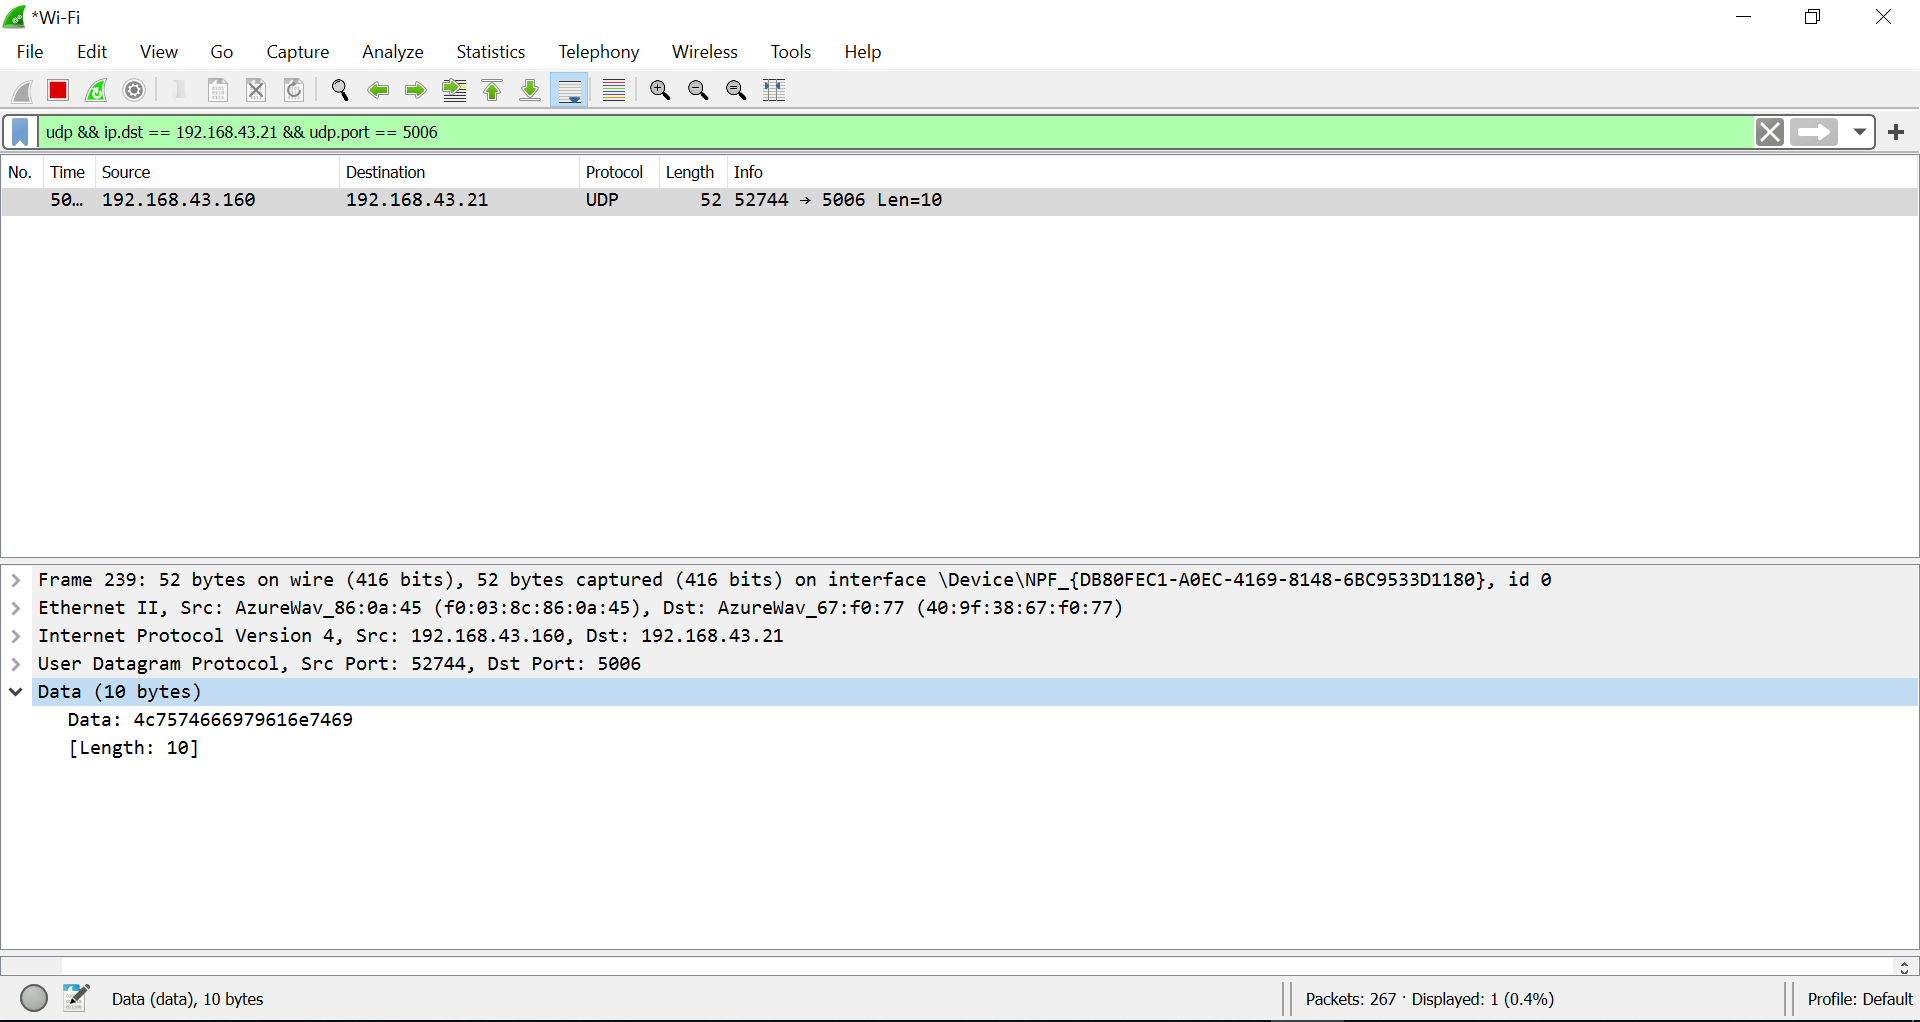 *Wi-Fi
File Edit View Go Capture Analyze Statistics Telephony Wireless Tools Help
udp && ip.dst == 192.168.43.21 && udp.port == 5006
No. Time Source Destination Protocol Length Info
50… 192.168.43.160 192.168.43.21 UDP 52 52744 → 5006 Len=10
Frame 239: 52 bytes on wire (416 bits), 52 bytes captured (416 bits) on interface \Device\NPF_{DB80FEC1-A0EC-4169-8148-6BC9533D1180}, id 0
Ethernet II, Src: AzureWav_86:0a:45 (f0:03:8c:86:0a:45), Dst: AzureWav_67:f0:77 (40:9f:38:67:f0:77)
Internet Protocol Version 4, Src: 192.168.43.160, Dst: 192.168.43.21
User Datagram Protocol, Src Port: 52744, Dst Port: 5006
Data (10 bytes)
Data: 4c7574666979616e7469
[Length: 10]
Data (data), 10 bytes
Packets: 267 · Displayed: 1 (0.4%)
Profile: Default